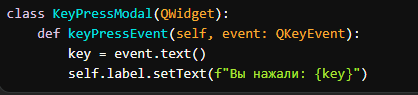 class KeyPressModal(QWidget):
    def keyPressEvent(self, event: QKeyEvent):
        key = event.text()
        self.label.setText(f"Вы нажали: {key}")